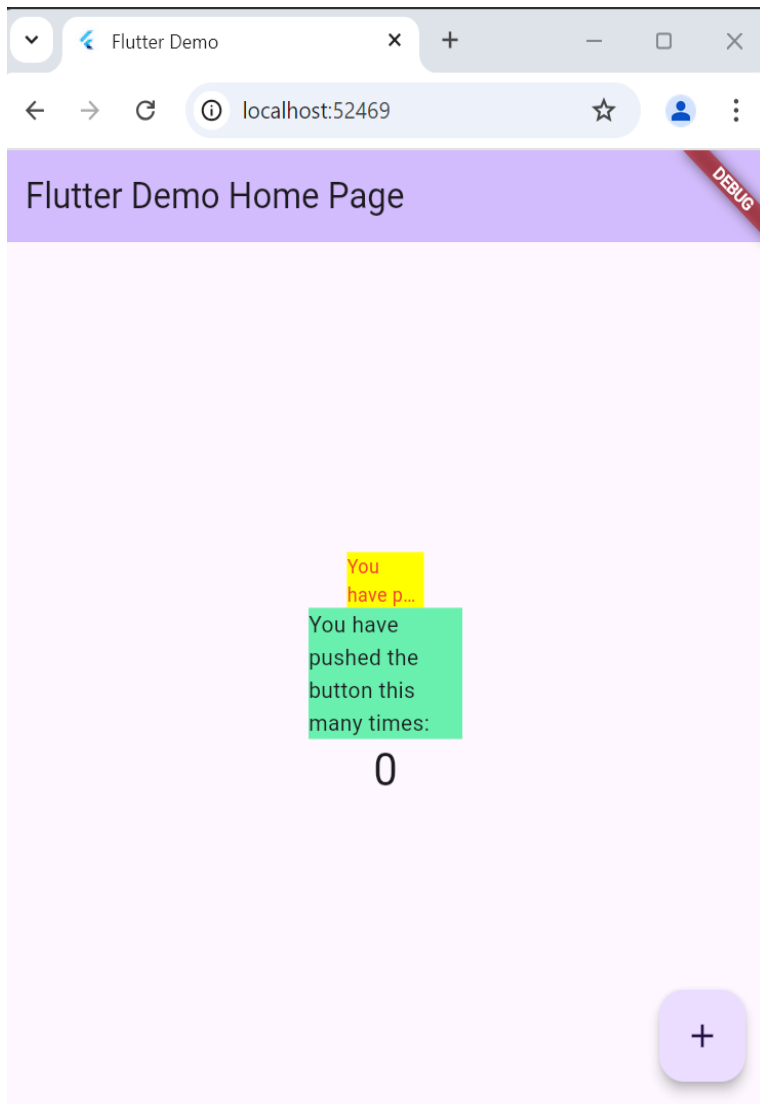 Flutter Demo
localhost:52469
Flutter Demo Home Page
DEBUG
You
have p…
You have
pushed the
button this
many times:
0